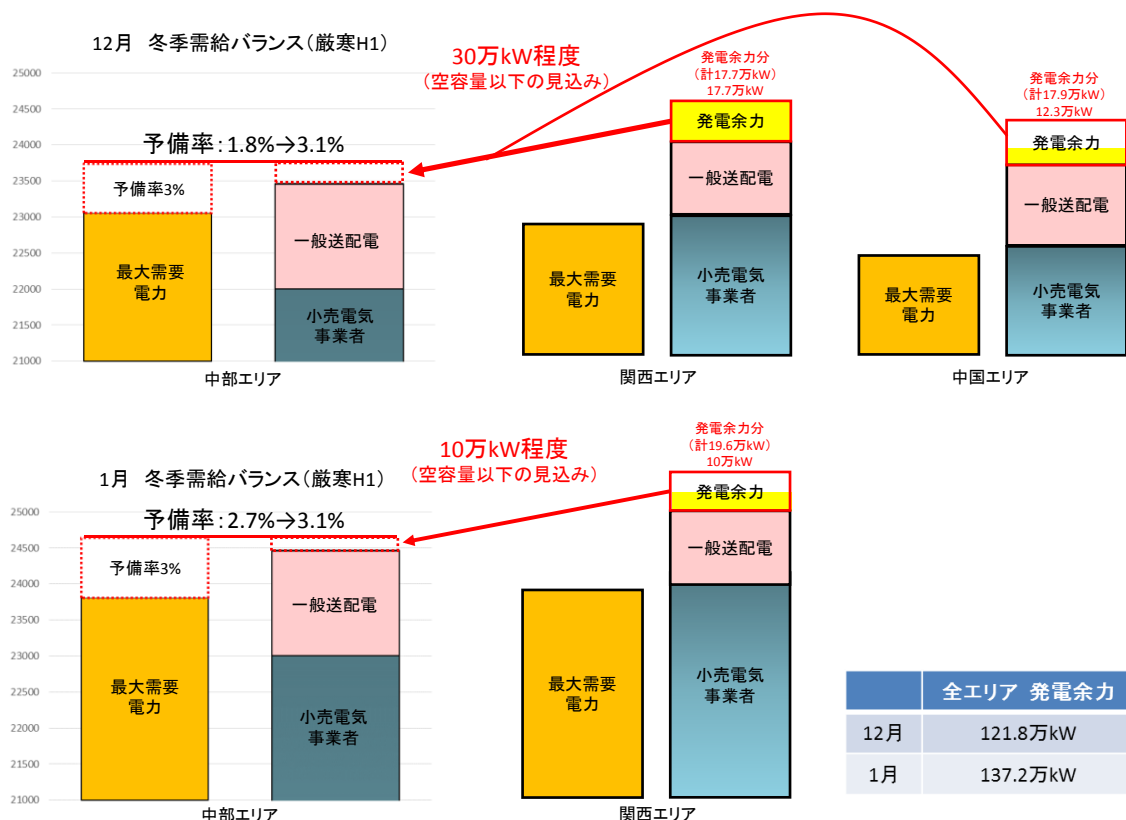 12月　冬季需給バランス（厳寒H1）
30万kW程度
（空容量以下の見込み）
発電余力分
（計17.7万kW）
17.7万kW
発電余力分
（計17.9万kW）
12.3万kW
予備率：1.8%→3.1%
25000
24500
24000
23500
23000
22500
22000
21500
21000
予備率3%
最大需要
電力
一般送配電
小売電気
事業者
中部エリア
最大需要
電力
発電余力
一般送配電
小売電気
事業者
関西エリア
最大需要
電力
発電余力
一般送配電
小売電気
事業者
中国エリア
1月　冬季需給バランス（厳寒H1）
10万kW程度
（空容量以下の見込み）
発電余力分
（計19.6万kW）
10万kW
予備率：2.7%→3.1%
25000
24500
24000
23500
23000
22500
22000
21500
21000
予備率3%
最大需要
電力
一般送配電
小売電気
事業者
中部エリア
最大需要
電力
発電余力
一般送配電
小売電気
事業者
関西エリア
全エリア　発電余力
12月　121.8万kW
1月　137.2万kW